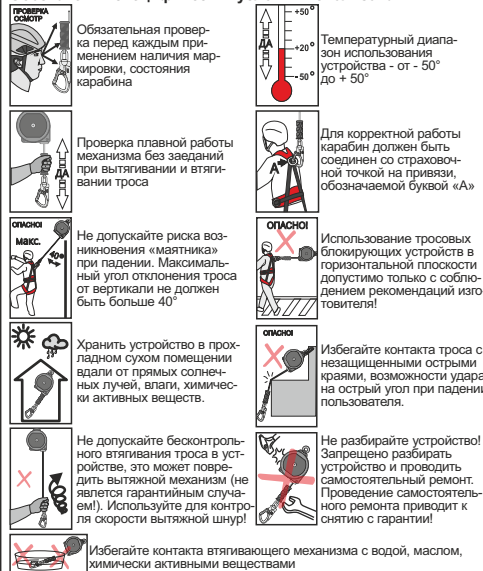 ПРОВЕРКА
ОСМОТР
Обязательная провер-
ка перед каждым при-
менением наличия мар-
кировки, состояния
карабина
+50°
ДА
+20°
-50°
Температурный диапа-
зон использования
устройства - от - 50°
до + 50°
ДА
Проверка плавной работы
механизма без заеданий
при вытягивании и втяги-
вании троса
А
Для корректной работы
карабин должен быть
соединен со страховоч-
ной точкой на привязи,
обозначаемой буквой «А»
ОПАСНО!
макс.
40°
Не допускайте риска воз-
никновения «маятника»
при падении. Максималь-
ный угол отклонения троса
от вертикали не должен
быть больше 40°
ОПАСНО!
Использование тросовых
блокирующих устройств в
горизонтальной плоскости
допустимо только с соблю-
дением рекомендаций изго-
товителя!
Хранить устройство в прох-
ладном сухом помещении
вдали от прямых солнеч-
ных лучей, влаги, химичес-
ки активных веществ.
ОПАСНО!
Избегайте контакта троса с
незащищенными острыми
краями, возможности удара
на острый угол при падении
пользователя.
Не допускайте бесконтроль-
ного втягивания троса в уст-
ройстве, это может повре-
дить вытяжной механизм (не
явлется гарантийным случа-
ем!). Используйте для контро-
ля скорости вытяжной шнур!
Не разбирайте устройство!
Запрещено разбирать
устройство и проводить
самостоятельный ремонт.
Проведение самостоятель-
ного ремонта приводит к
снятию с гарантии!
Избегайте контакта втягивающего механизма с водой, маслом,
химически активными веществами